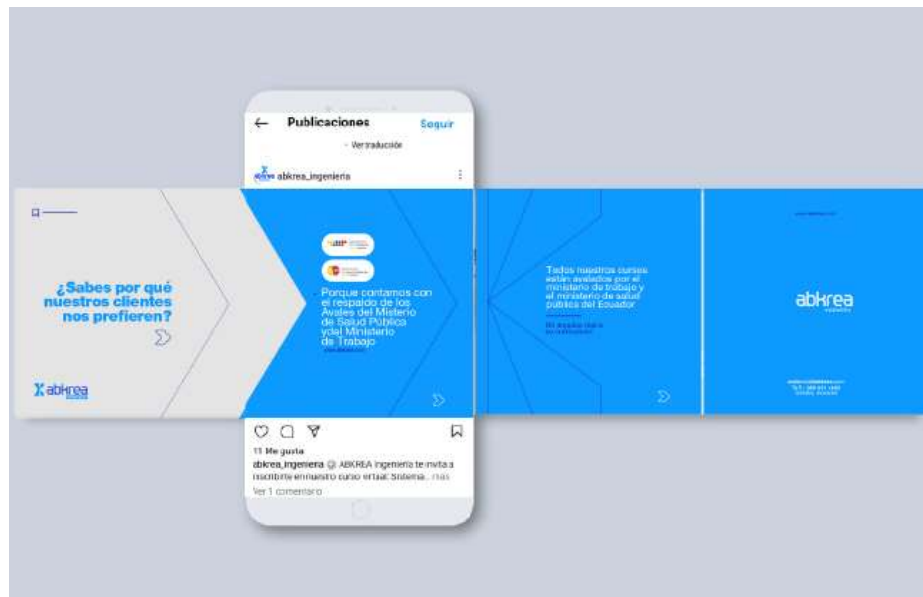 Publicaciones
Seguir
Ver traducción
abkrea_ingenieria
¿Sabes por qué
nuestros clientes
nos prefieren?
abkrea
Porque contamos con
el respaldo de los
Avales del Misterio
de Salud Pública
ydel Ministerio
de Trabajo
Todos nuestros cursos
están avalados por el
ministerio de trabajo y
el ministerio de salud
pública del Ecuador
abkrea
11 Me gusta
abkrea_ingenieria ABKREA Ingeniería te invita a
inscribirte en nuestro curso virtual: Sistema... más
Ver 1 comentario